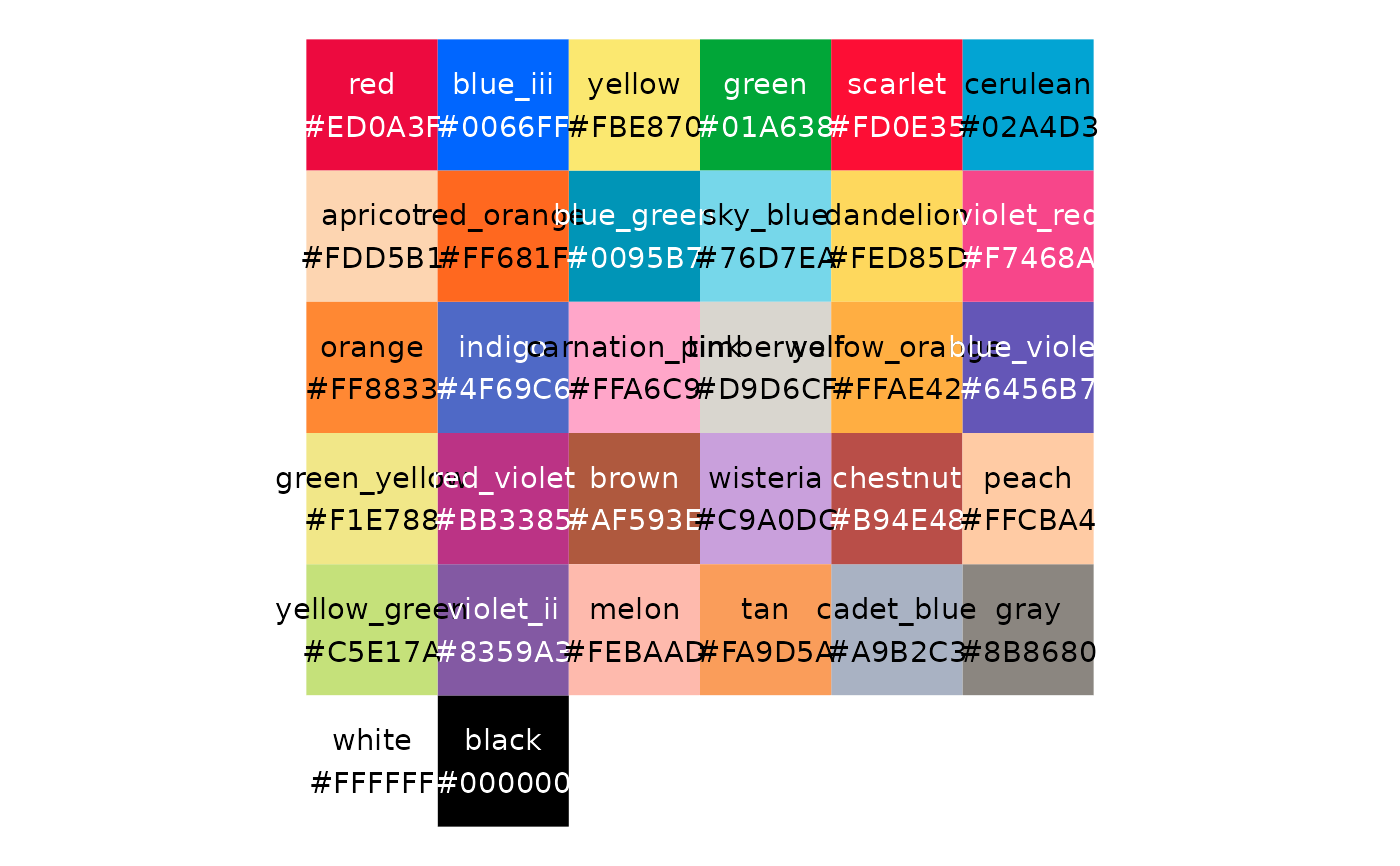 red blue_iii yellow green scarlet cerulean
#ED0A3F #0066FF #FBE870 #01A638 #FD0E35 #02A4D3
apricot red_orange blue_green sky_blue dandelion violet_red
#FDD5B1 #FF681F #0095B7 #76D7EA #FED85D #F7468A
orange indigo carnation_pink timberwolf yellow_orange blue_violet
#FF8833 #4F69C6 #FFA6C9 #D9D6CF #FFAE42 #6456B7
green_yellow red_violet brown wisteria chestnut peach
#F1E788 #BB3385 #AF593E #C9A0DC #B94E48 #FFCBA4
yellow_green violet_ii melon tan cadet_blue gray
#C5E17A #8359A3 #FEBAAD #FA9D5A #A9B2C3 #8B8680
white black
#FFFFFF #000000